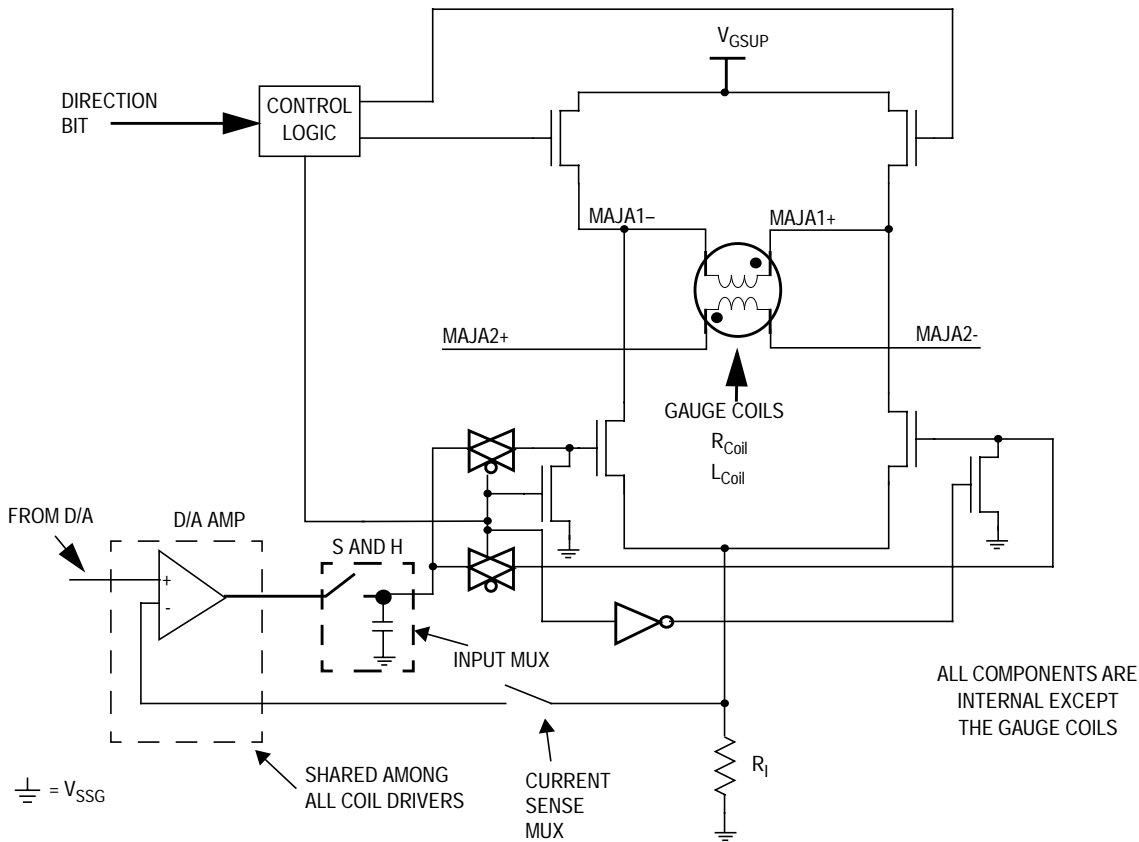 V_GSUP
DIRECTION
BIT
CONTROL
LOGIC
MAJA1–
MAJA1+
MAJA2+
MAJA2-
GAUGE COILS
R_Coil
L_Coil
FROM D/A
D/A AMP
+
-
S AND H
INPUT MUX
ALL COMPONENTS ARE
INTERNAL EXCEPT
THE GAUGE COILS
R_I
= V_SSG
SHARED AMONG
ALL COIL DRIVERS
CURRENT
SENSE
MUX